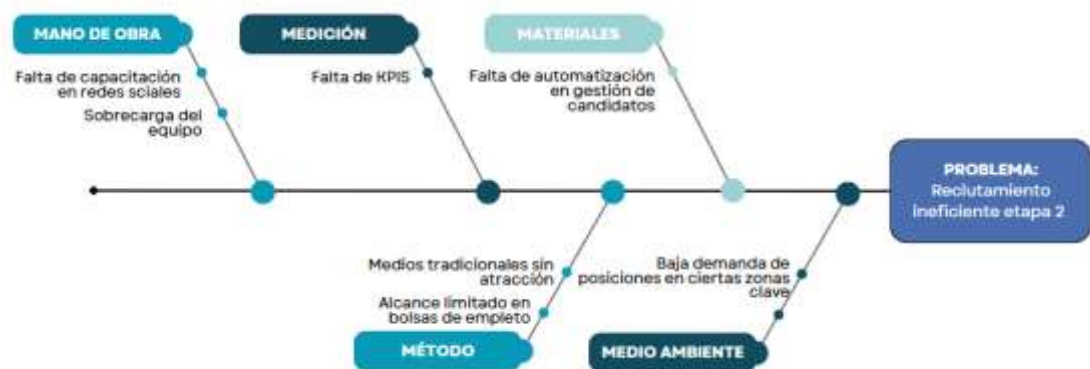 MANO DE OBRA
Falta de capacitación
en redes sciales
Sobrecarga del
equipo
MEDICIÓN
Falta de KPIS
MATERIALES
Falta de automatización
en gestión de
candidatos
PROBLEMA:
Reclutamiento
ineficiente etapa 2
Medios tradicionales sin
atracción
Alcance limitado en
bolsas de empleto
MÉTODO
Baja demanda de
posiciones en ciertas zonas
clave
MEDIO AMBIENTE